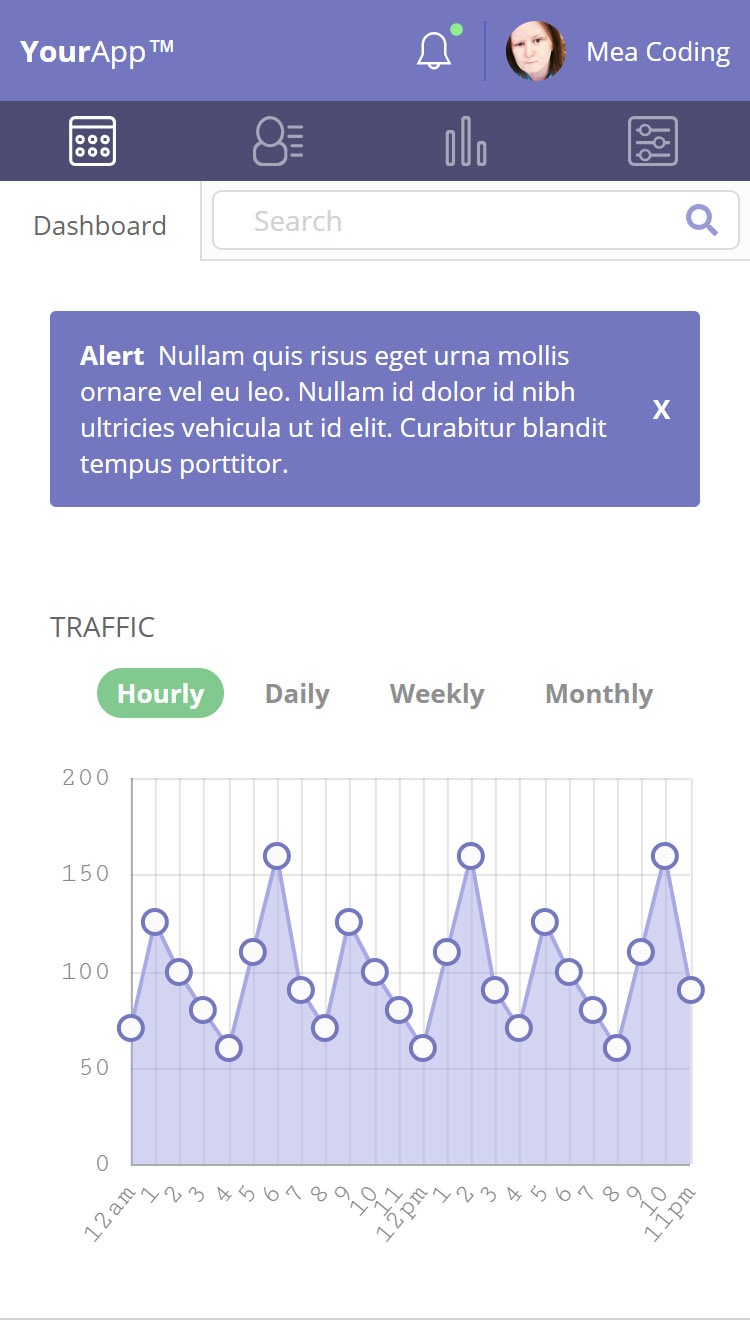 YourApp™
Mea Coding
Dashboard
Search
Alert Nullam quis risus eget urna mollis
ornare vel eu leo. Nullam id dolor id nibh
ultricies vehicula ut id elit. Curabitur blandit
tempus porttitor.
X
TRAFFIC
Hourly Daily Weekly Monthly
200
150
100
50
0
12am 1 2 3 4 5 6 7 8 9 10 11 12pm 1 2 3 4 5 6 7 8 9 10 11pm